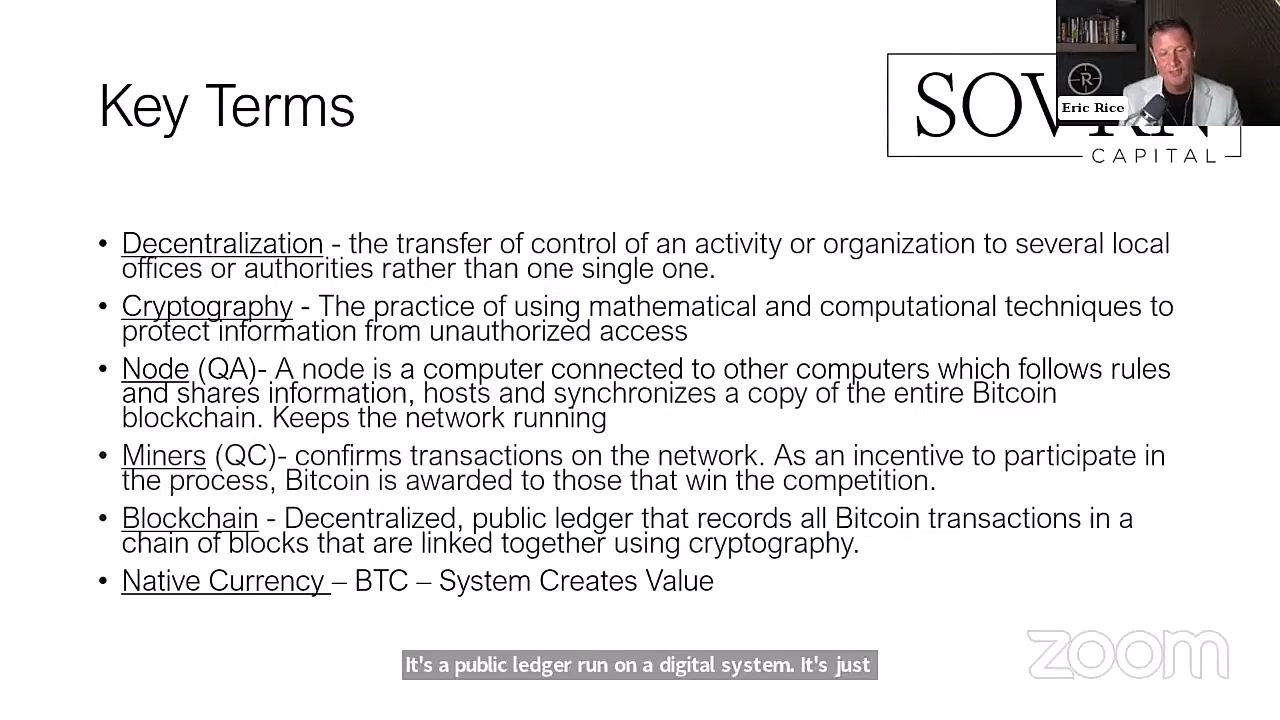 Key Terms
SOV RN
CAPITAL
R
Eric Rice
• Decentralization - the transfer of control of an activity or organization to several local
offices or authorities rather than one single one.
• Cryptography - The practice of using mathematical and computational techniques to
protect information from unauthorized access
• Node (QA)- A node is a computer connected to other computers which follows rules
and shares information, hosts and synchronizes a copy of the entire Bitcoin
blockchain. Keeps the network running
• Miners (QC)- confirms transactions on the network. As an incentive to participate in
the process, Bitcoin is awarded to those that win the competition.
• Blockchain - Decentralized, public ledger that records all Bitcoin transactions in a
chain of blocks that are linked together using cryptography.
• Native Currency – BTC – System Creates Value
It's a public ledger run on a digital system. It's just
zoom